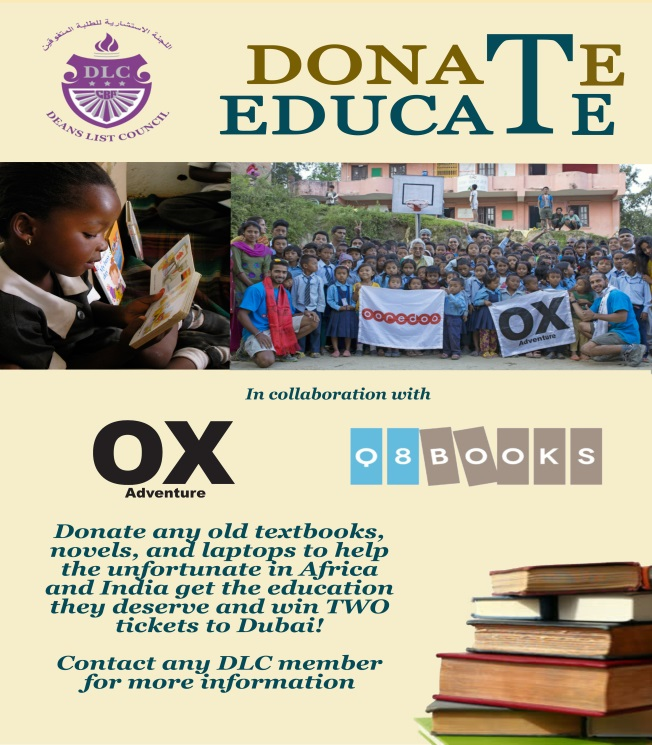 اللجنة الاستشارية للطلبة المتفوقين
DLC
CBA
DEANS LIST COUNCIL
DONATE
EDUCATE
ooredoo
OX
Adventure
In collaboration with
OX
Adventure
Q8BOOKS
Donate any old textbooks,
novels, and laptops to help
the unfortunate in Africa
and India get the education
they deserve and win TWO
tickets to Dubai!
Contact any DLC member
for more information